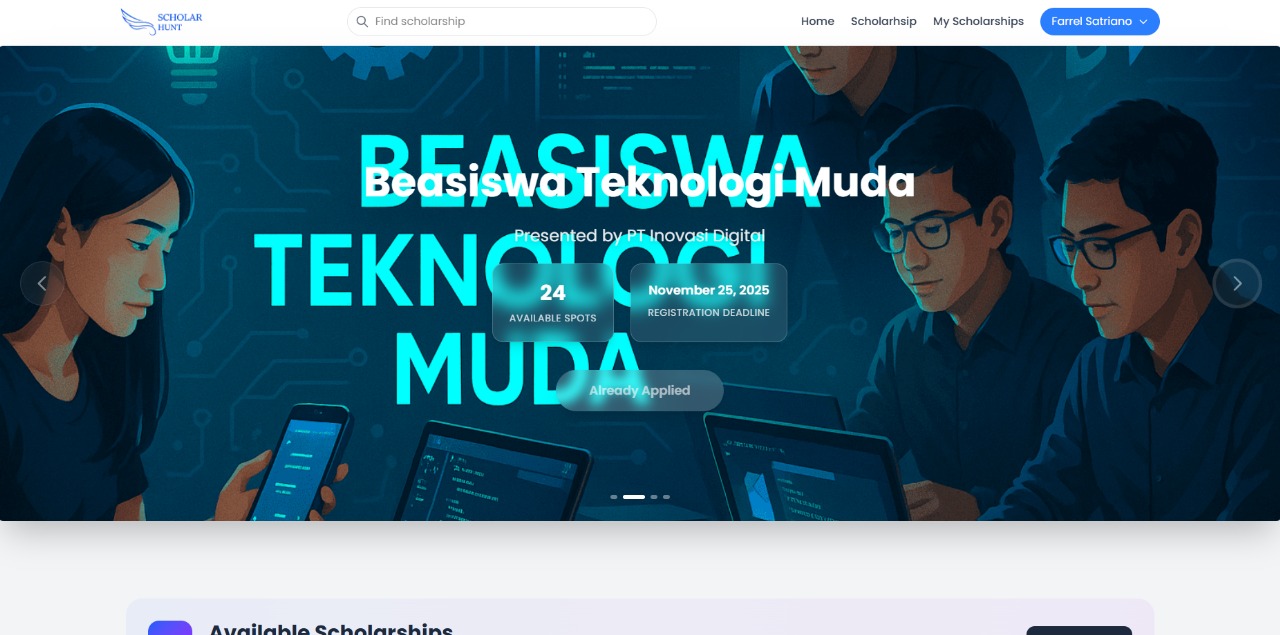 SCHOLAR
HUNT
Find scholarship
Home
Scholarhsip
My Scholarships
Farrel Satriano
BEASISWA
TEKNOLOGI
MUDA
Beasiswa Teknologi Muda
Presented by PT Inovasi Digital
24
AVAILABLE SPOTS
November 25, 2025
REGISTRATION DEADLINE
Already Applied
Available Scholarships